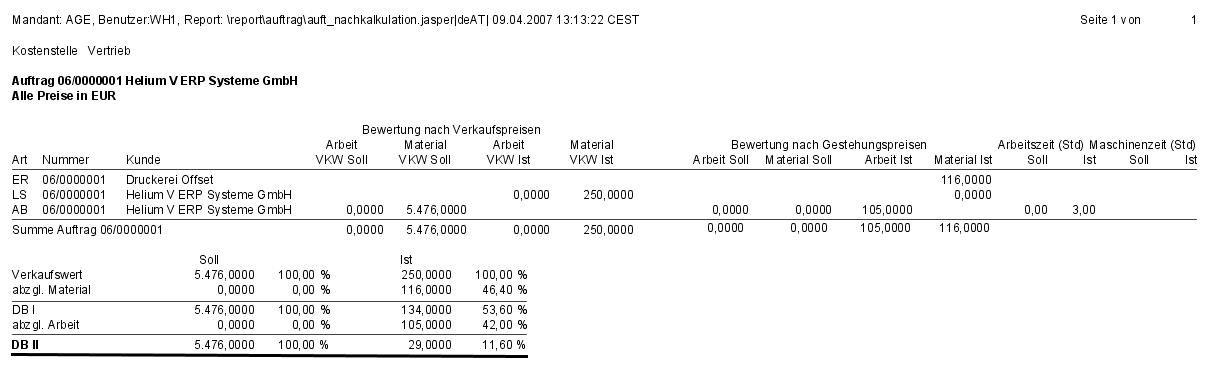 Mandant: AGE, Benutzer:WH1, Report: \report\auftrag\auft_nachkalkulation.jasper|deAT| 09.04.2007 13:13:22 CEST Seite 1 von 1
Kostenstelle Vertrieb
Auftrag 06/0000001 Helium V ERP Systeme GmbH
Alle Preise in EUR
Bewertung nach Verkaufspreisen
Arbeit Material Arbeit Material Bewertung nach Gestehungspreisen Arbeitszeit (Std) Maschinenzeit (Std)
Art Nummer Kunde VKW Soll VKW Soll VKW Ist VKW Ist Arbeit Soll Material Soll Arbeit Ist Material Ist Soll Ist Soll Ist
ER 06/0000001 Druckerei Offset 116,0000
LS 06/0000001 Helium V ERP Systeme GmbH 0,0000 250,0000 0,0000
AB 06/0000001 Helium V ERP Systeme GmbH 0,0000 5.476,0000 0,0000 0,0000 105,0000 0,00 3,00
Summe Auftrag 06/0000001 0,0000 5.476,0000 0,0000 250,0000 0,0000 0,0000 105,0000 116,0000
Soll Ist
Verkaufswert 5.476,0000 100,00 % 250,0000 100,00 %
abzgl. Material 0,0000 0,00 % 116,0000 46,40 %
DB I 5.476,0000 100,00 % 134,0000 53,60 %
abzgl. Arbeit 0,0000 0,00 % 105,0000 42,00 %
DB II 5.476,0000 100,00 % 29,0000 11,60 %